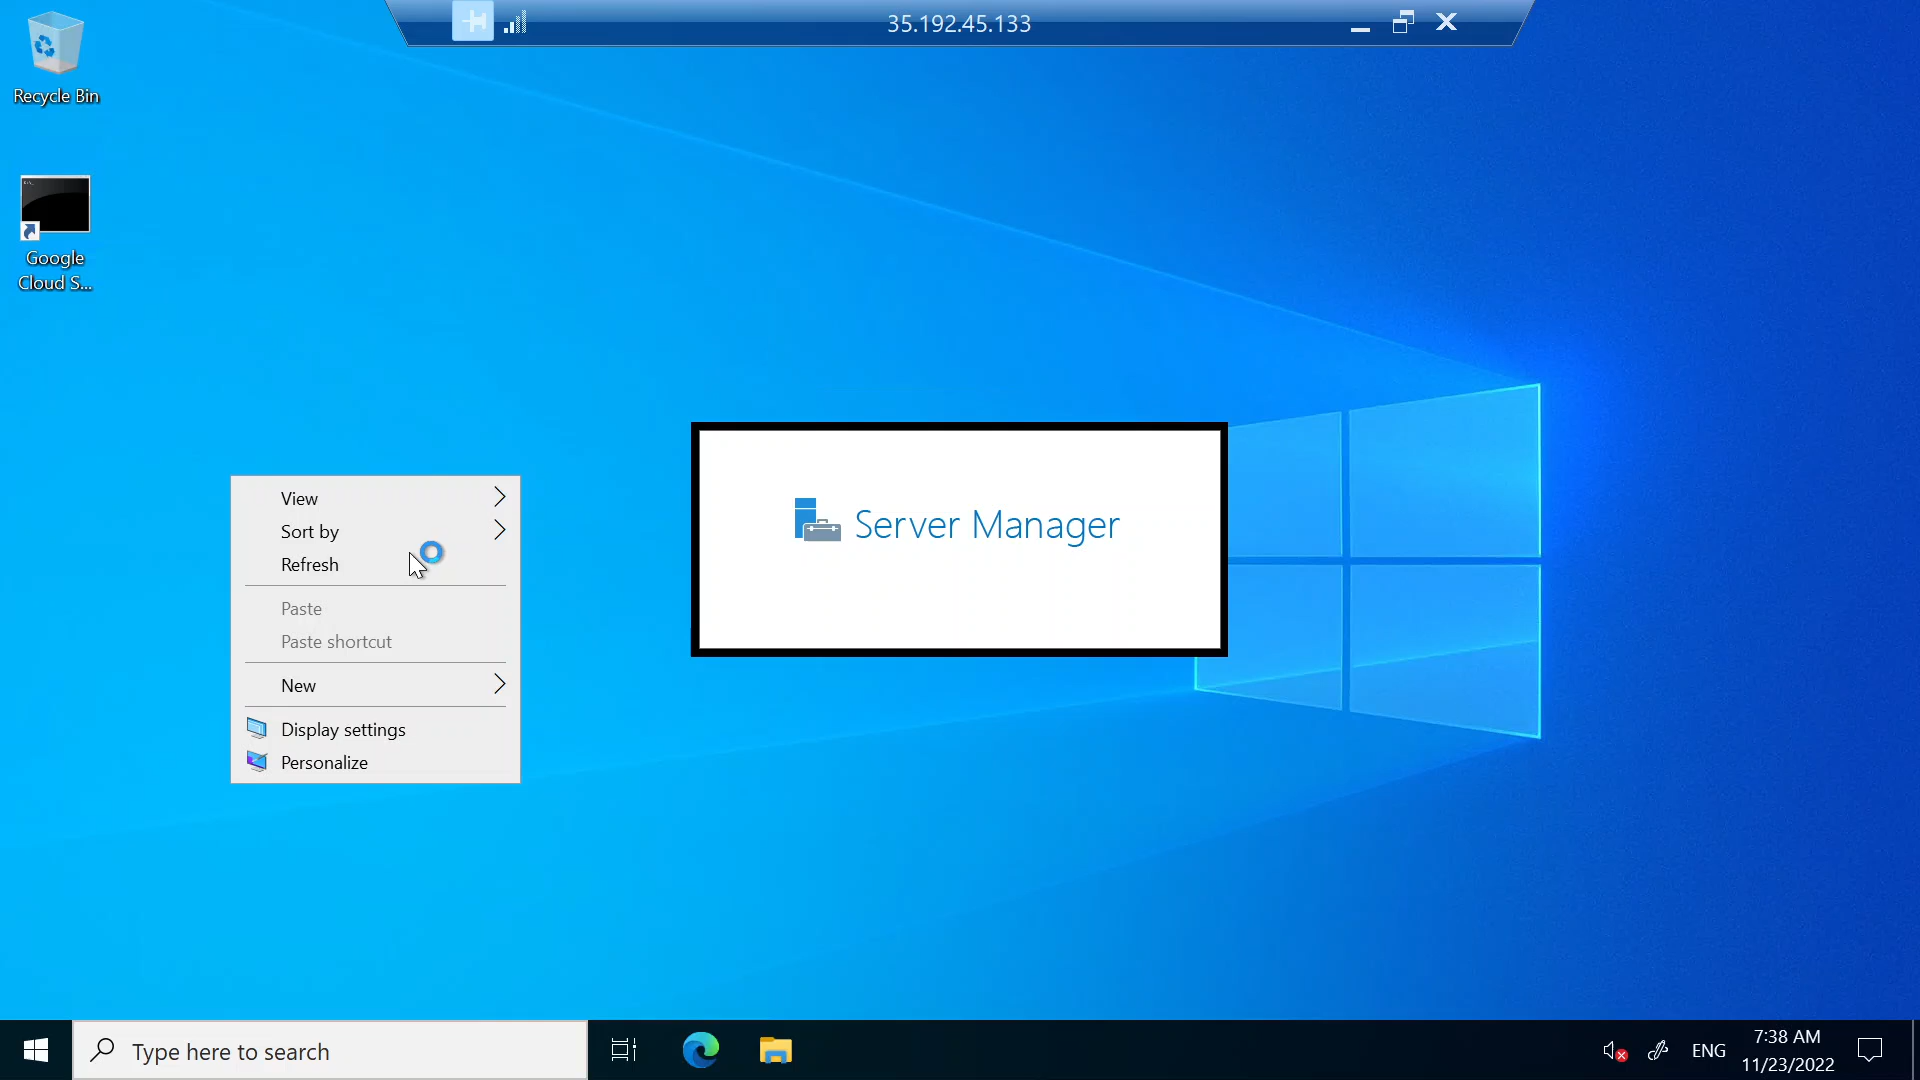 35.192.45.133
Recycle Bin
Google
Cloud S...
Server Manager
View
Sort by
Refresh
Paste
Paste shortcut
New
Display settings
Personalize
Type here to search
ENG
7:38 AM
11/23/2022